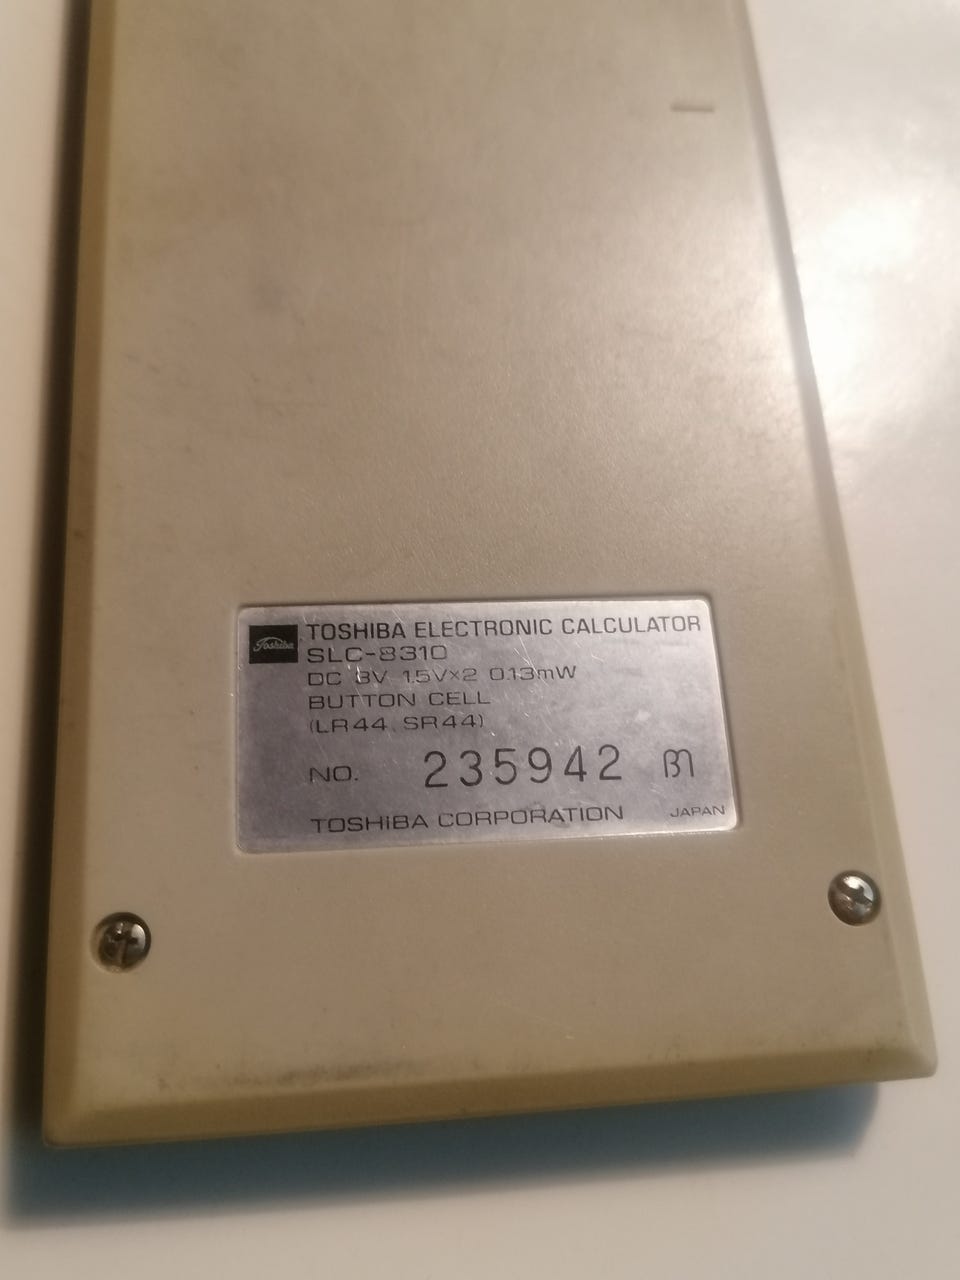 Toshiba
TOSHIBA ELECTRONIC CALCULATOR
SLC-8310
DC 3V 1.5V×2 0.13mW
BUTTON CELL
(LR44, SR44)
NO. 235942
TOSHIBA CORPORATION JAPAN